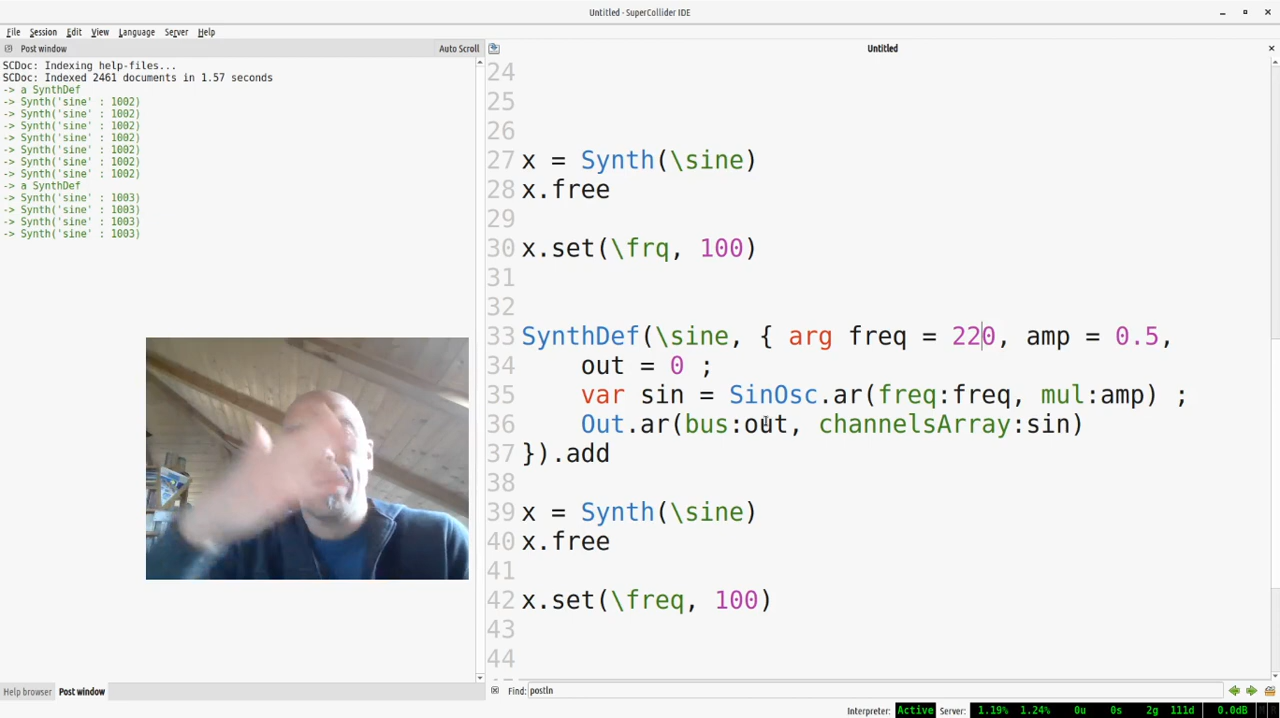 Untitled - SuperCollider IDE
File Session Edit View Language Server Help
Post window
Auto Scroll
Untitled
SCDoc: Indexing help-files...
SCDoc: Indexed 2461 documents in 1.57 seconds
-> a SynthDef
-> Synth('sine' : 1002)
-> Synth('sine' : 1002)
-> Synth('sine' : 1002)
-> Synth('sine' : 1002)
-> Synth('sine' : 1002)
-> Synth('sine' : 1002)
-> Synth('sine' : 1002)
-> a SynthDef
-> Synth('sine' : 1003)
-> Synth('sine' : 1003)
-> Synth('sine' : 1003)
-> Synth('sine' : 1003)
24
25
26
27 x = Synth(\sine)
28 x.free
29
30 x.set(\frq, 100)
31
32
33 SynthDef(\sine, { arg freq = 220, amp = 0.5,
34 out = 0 ;
35 var sin = SinOsc.ar(freq:freq, mul:amp) ;
36 Out.ar(bus:out, channelsArray:sin)
37 }).add
38
39 x = Synth(\sine)
40 x.free
41
42 x.set(\freq, 100)
43
44
Help browser Post window
Find: postln
Interpreter: Active Server: 1.19% 1.24% 0u 0s 2g 111d 0.0dB